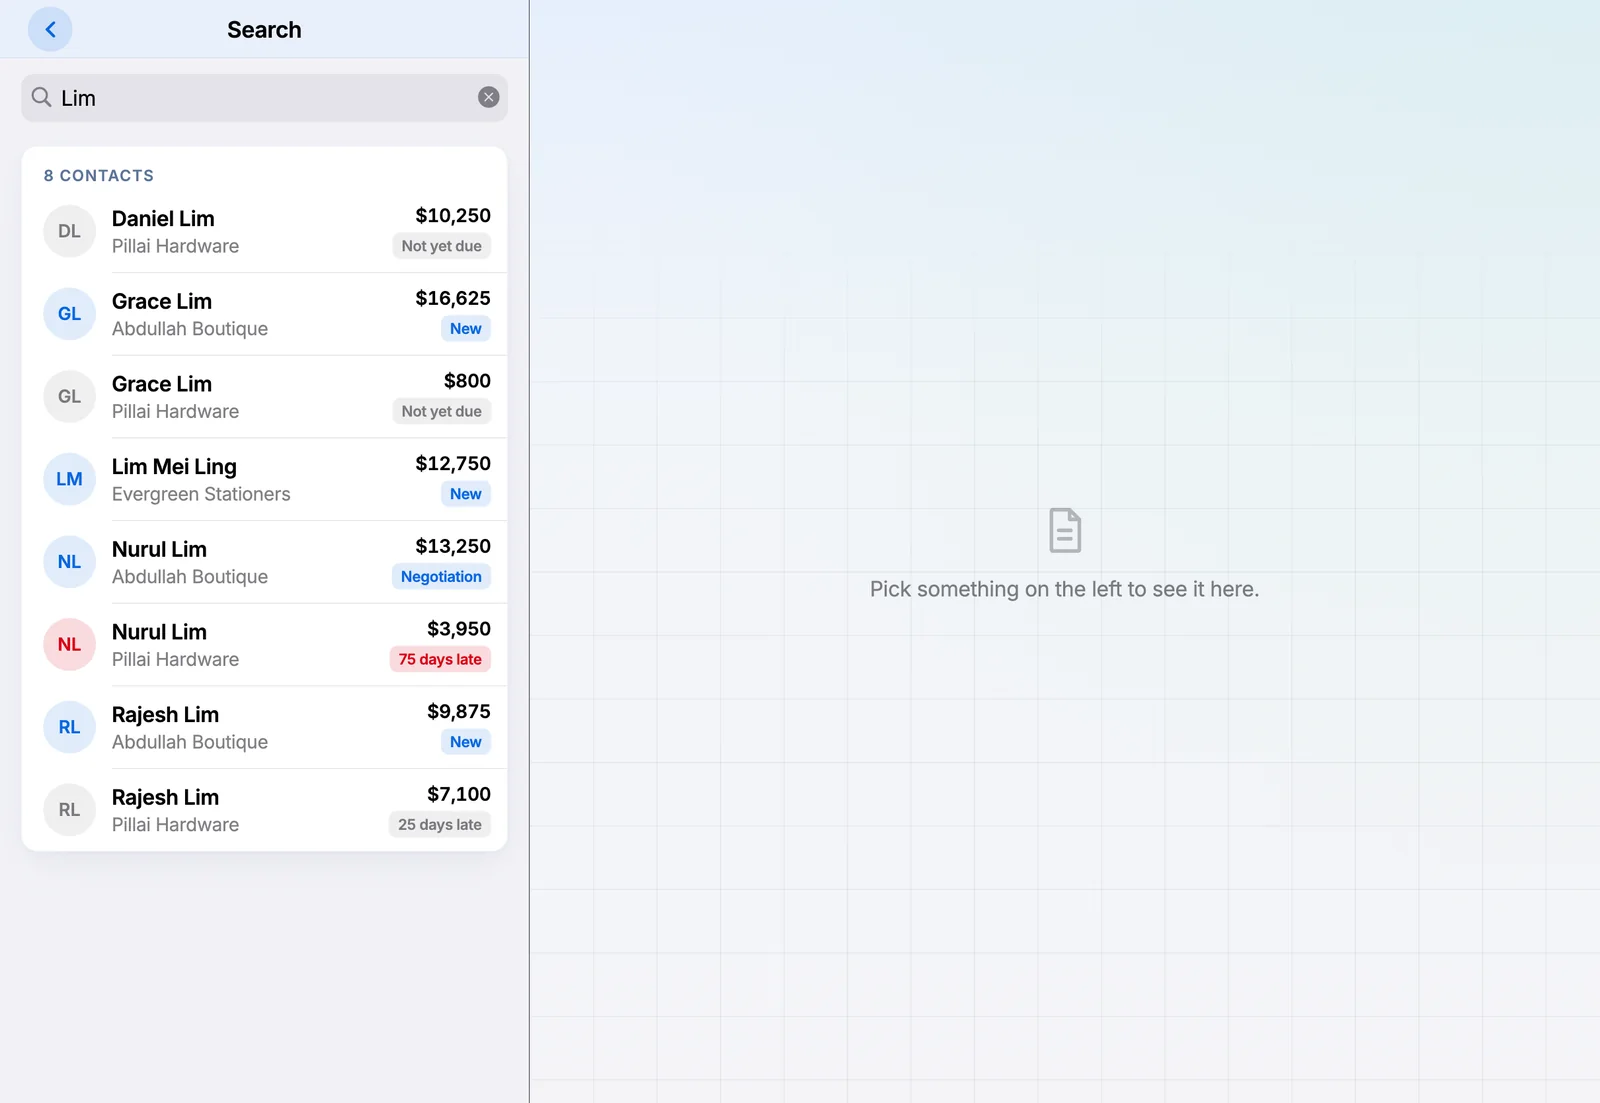 Search
Lim
8 CONTACTS
DL
Daniel Lim
$10,250
Pillai Hardware
Not yet due
GL
Grace Lim
$16,625
Abdullah Boutique
New
GL
Grace Lim
$800
Pillai Hardware
Not yet due
LM
Lim Mei Ling
$12,750
Evergreen Stationers
New
NL
Nurul Lim
$13,250
Abdullah Boutique
Negotiation
NL
Nurul Lim
$3,950
Pillai Hardware
75 days late
RL
Rajesh Lim
$9,875
Abdullah Boutique
New
RL
Rajesh Lim
$7,100
Pillai Hardware
25 days late
Pick something on the left to see it here.